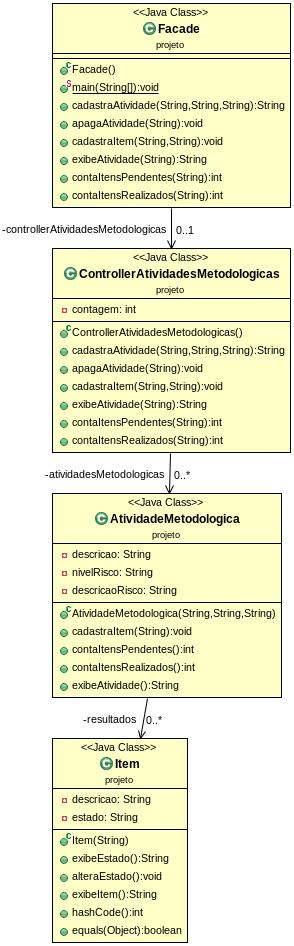 <<Java Class>>
Facade
projeto
Facade()
main(String[]):void
cadastraAtividade(String,String,String):String
apagaAtividade(String):void
cadastraItem(String,String):void
exibeAtividade(String):String
contaItensPendentes(String):int
contaItensRealizados(String):int
-controllerAtividadesMetodologicas 0..1
<<Java Class>>
ControllerAtividadesMetodologicas
projeto
contagem: int
ControllerAtividadesMetodologicas()
cadastraAtividade(String,String,String):String
apagaAtividade(String):void
cadastraItem(String,String):void
exibeAtividade(String):String
contaItensPendentes(String):int
contaItensRealizados(String):int
-atividadesMetodologicas 0..*
<<Java Class>>
AtividadeMetodologica
projeto
descricao: String
nivelRisco: String
descricaoRisco: String
AtividadeMetodologica(String,String,String)
cadastraItem(String):void
contaItensPendentes():int
contaItensRealizados():int
exibeAtividade():String
-resultados 0..*
<<Java Class>>
Item
projeto
descricao: String
estado: String
Item(String)
exibeEstado():String
alteraEstado():void
exibeItem():String
hashCode():int
equals(Object):boolean